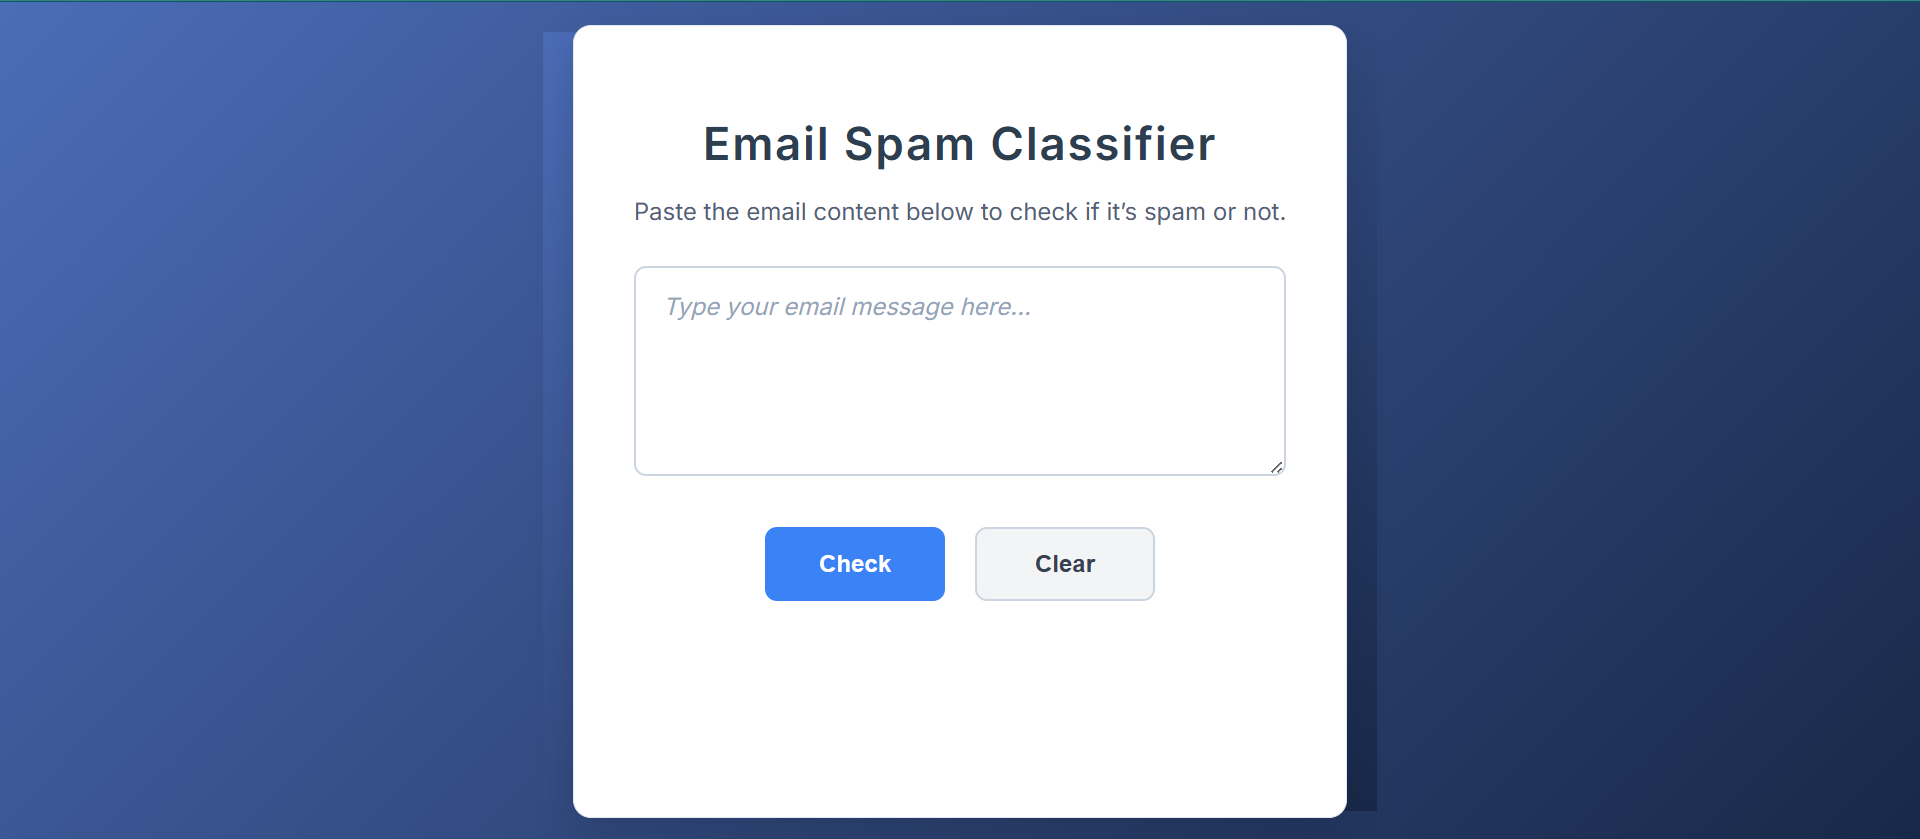 Email Spam Classifier
Paste the email content below to check if it’s spam or not.
Type your email message here...
Check
Clear